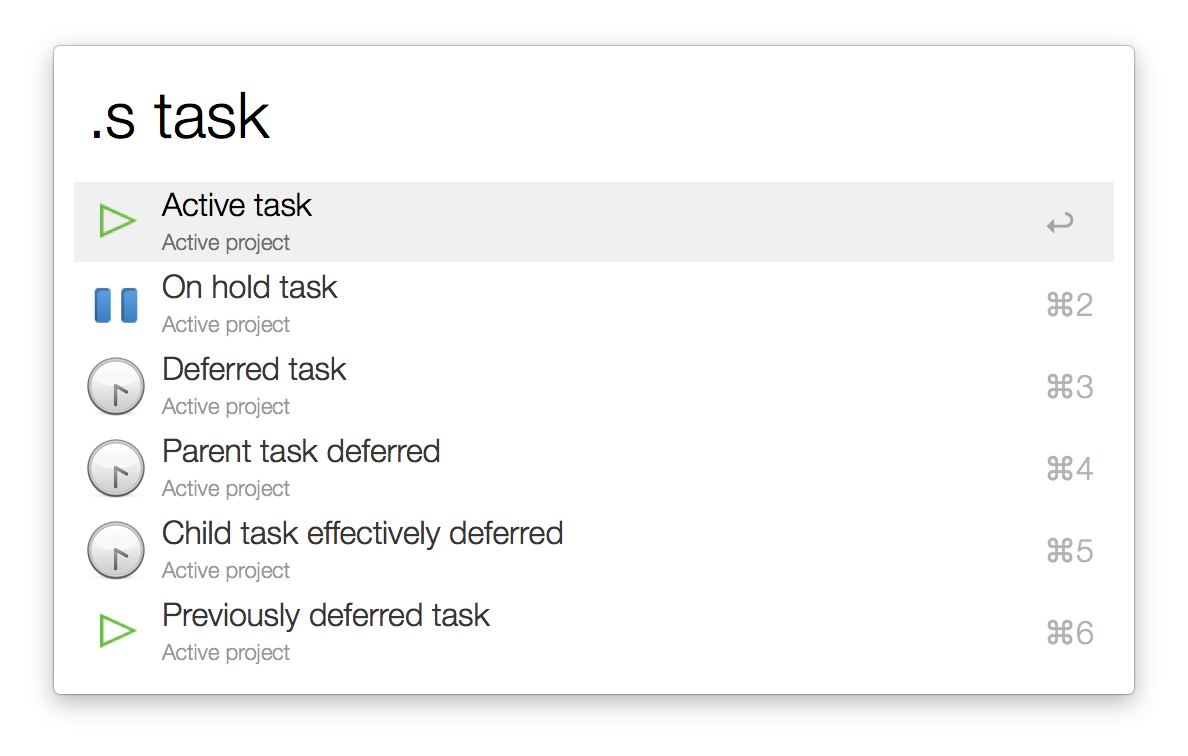 .s task
Active task
Active project
↩
On hold task
Active project
⌘2
Deferred task
Active project
⌘3
Parent task deferred
Active project
⌘4
Child task effectively deferred
Active project
⌘5
Previously deferred task
Active project
⌘6